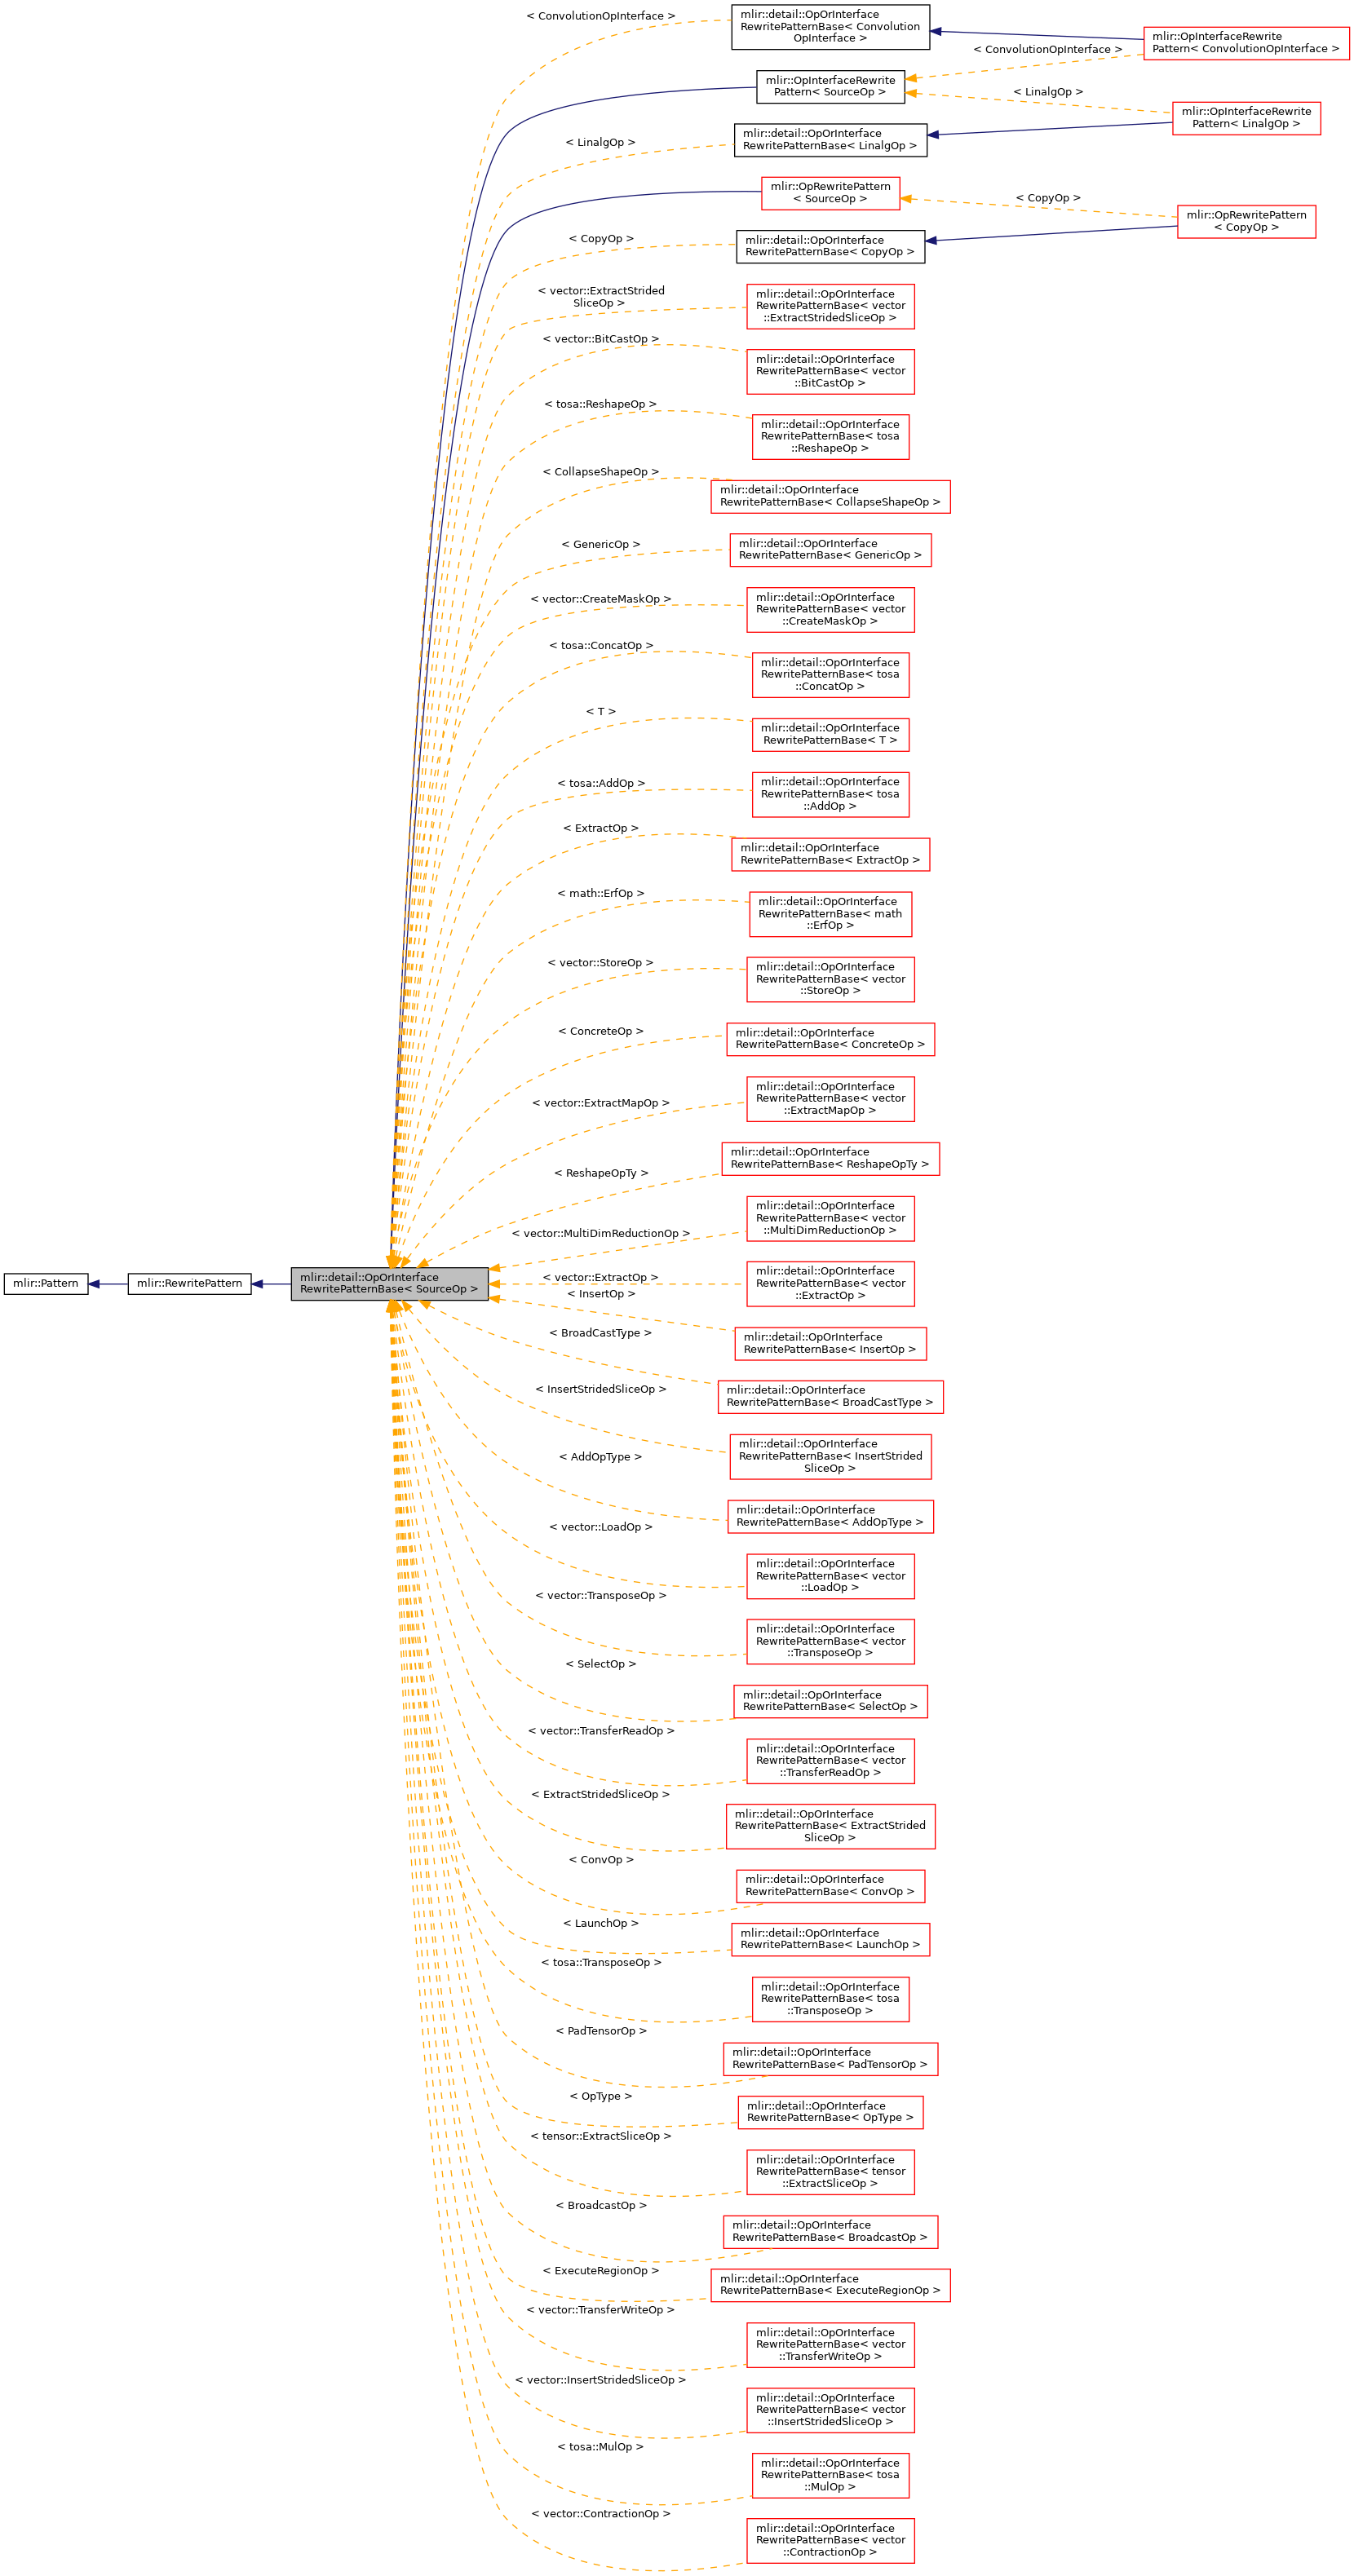 mlir::Pattern
mlir::RewritePattern
mlir::detail::OpOrInterface
RewritePatternBase< SourceOp >
< ConvolutionOpInterface >
mlir::detail::OpOrInterface
RewritePatternBase< Convolution
OpInterface >
mlir::OpInterfaceRewrite
Pattern< ConvolutionOpInterface >
< ConvolutionOpInterface >
mlir::OpInterfaceRewrite
Pattern< SourceOp >
< LinalgOp >
mlir::OpInterfaceRewrite
Pattern< LinalgOp >
< LinalgOp >
mlir::detail::OpOrInterface
RewritePatternBase< LinalgOp >
mlir::OpRewritePattern
< SourceOp >
< CopyOp >
mlir::OpRewritePattern
< CopyOp >
< CopyOp >
mlir::detail::OpOrInterface
RewritePatternBase< CopyOp >
< vector::ExtractStrided
SliceOp >
mlir::detail::OpOrInterface
RewritePatternBase< vector
::ExtractStridedSliceOp >
< vector::BitCastOp >
mlir::detail::OpOrInterface
RewritePatternBase< vector
::BitCastOp >
< tosa::ReshapeOp >
mlir::detail::OpOrInterface
RewritePatternBase< tosa
::ReshapeOp >
< CollapseShapeOp >
mlir::detail::OpOrInterface
RewritePatternBase< CollapseShapeOp >
< GenericOp >
mlir::detail::OpOrInterface
RewritePatternBase< GenericOp >
< vector::CreateMaskOp >
mlir::detail::OpOrInterface
RewritePatternBase< vector
::CreateMaskOp >
< tosa::ConcatOp >
mlir::detail::OpOrInterface
RewritePatternBase< tosa
::ConcatOp >
< T >
mlir::detail::OpOrInterface
RewritePatternBase< T >
< tosa::AddOp >
mlir::detail::OpOrInterface
RewritePatternBase< tosa
::AddOp >
< ExtractOp >
mlir::detail::OpOrInterface
RewritePatternBase< ExtractOp >
< math::ErfOp >
mlir::detail::OpOrInterface
RewritePatternBase< math
::ErfOp >
< vector::StoreOp >
mlir::detail::OpOrInterface
RewritePatternBase< vector
::StoreOp >
< ConcreteOp >
mlir::detail::OpOrInterface
RewritePatternBase< ConcreteOp >
< vector::ExtractMapOp >
mlir::detail::OpOrInterface
RewritePatternBase< vector
::ExtractMapOp >
< ReshapeOpTy >
mlir::detail::OpOrInterface
RewritePatternBase< ReshapeOpTy >
< vector::MultiDimReductionOp >
mlir::detail::OpOrInterface
RewritePatternBase< vector
::MultiDimReductionOp >
< vector::ExtractOp >
mlir::detail::OpOrInterface
RewritePatternBase< vector
::ExtractOp >
< InsertOp >
mlir::detail::OpOrInterface
RewritePatternBase< InsertOp >
< BroadCastType >
mlir::detail::OpOrInterface
RewritePatternBase< BroadCastType >
< InsertStridedSliceOp >
mlir::detail::OpOrInterface
RewritePatternBase< InsertStrided
SliceOp >
< AddOpType >
mlir::detail::OpOrInterface
RewritePatternBase< AddOpType >
< vector::LoadOp >
mlir::detail::OpOrInterface
RewritePatternBase< vector
::LoadOp >
< vector::TransposeOp >
mlir::detail::OpOrInterface
RewritePatternBase< vector
::TransposeOp >
< SelectOp >
mlir::detail::OpOrInterface
RewritePatternBase< SelectOp >
< vector::TransferReadOp >
mlir::detail::OpOrInterface
RewritePatternBase< vector
::TransferReadOp >
< ExtractStridedSliceOp >
mlir::detail::OpOrInterface
RewritePatternBase< ExtractStrided
SliceOp >
< ConvOp >
mlir::detail::OpOrInterface
RewritePatternBase< ConvOp >
< LaunchOp >
mlir::detail::OpOrInterface
RewritePatternBase< LaunchOp >
< tosa::TransposeOp >
mlir::detail::OpOrInterface
RewritePatternBase< tosa
::TransposeOp >
< PadTensorOp >
mlir::detail::OpOrInterface
RewritePatternBase< PadTensorOp >
< OpType >
mlir::detail::OpOrInterface
RewritePatternBase< OpType >
< tensor::ExtractSliceOp >
mlir::detail::OpOrInterface
RewritePatternBase< tensor
::ExtractSliceOp >
< BroadcastOp >
mlir::detail::OpOrInterface
RewritePatternBase< BroadcastOp >
< ExecuteRegionOp >
mlir::detail::OpOrInterface
RewritePatternBase< ExecuteRegionOp >
< vector::TransferWriteOp >
mlir::detail::OpOrInterface
RewritePatternBase< vector
::TransferWriteOp >
< vector::InsertStridedSliceOp >
mlir::detail::OpOrInterface
RewritePatternBase< vector
::InsertStridedSliceOp >
< tosa::MulOp >
mlir::detail::OpOrInterface
RewritePatternBase< tosa
::MulOp >
< vector::ContractionOp >
mlir::detail::OpOrInterface
RewritePatternBase< vector
::ContractionOp >